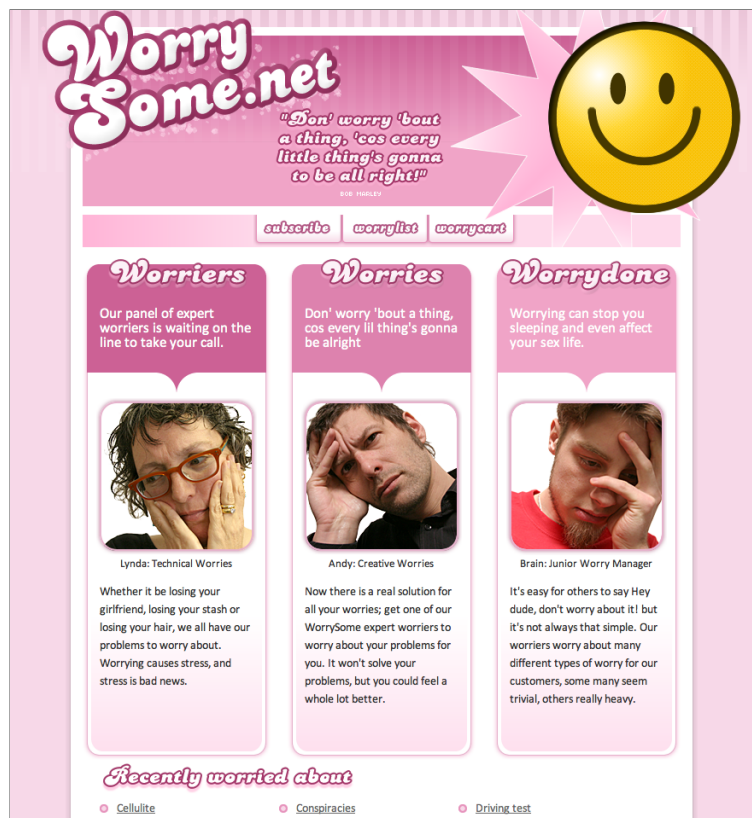 Worry
Some.net
"Don' worry 'bout
a thing, 'cos every
little thing's gonna
to be all right!"
BOB MARLEY
subscribe
worrylist
worrycart
Worriers
Our panel of expert
worriers is waiting on the
line to take your call.
Lynda: Technical Worries
Whether it be losing your
girlfriend, losing your stash or
losing your hair, we all have our
problems to worry about.
Worrying causes stress, and
stress is bad news.
Worries
Don' worry 'bout a thing,
cos every lil thing's gonna
be alright
Andy: Creative Worries
Now there is a real solution for
all your worries; get one of our
WorrySome expert worriers to
worry about your problems for
you. It won't solve your
problems, but you could feel a
whole lot better.
Worrydone
Worrying can stop you
sleeping and even affect
your sex life.
Brain: Junior Worry Manager
It's easy for others to say Hey
dude, don't worry about it! but
it's not always that simple. Our
worriers worry about many
different types of worry for our
customers, some many seem
trivial, others really heavy.
Recently worried about
Cellulite
Conspiracies
Driving test